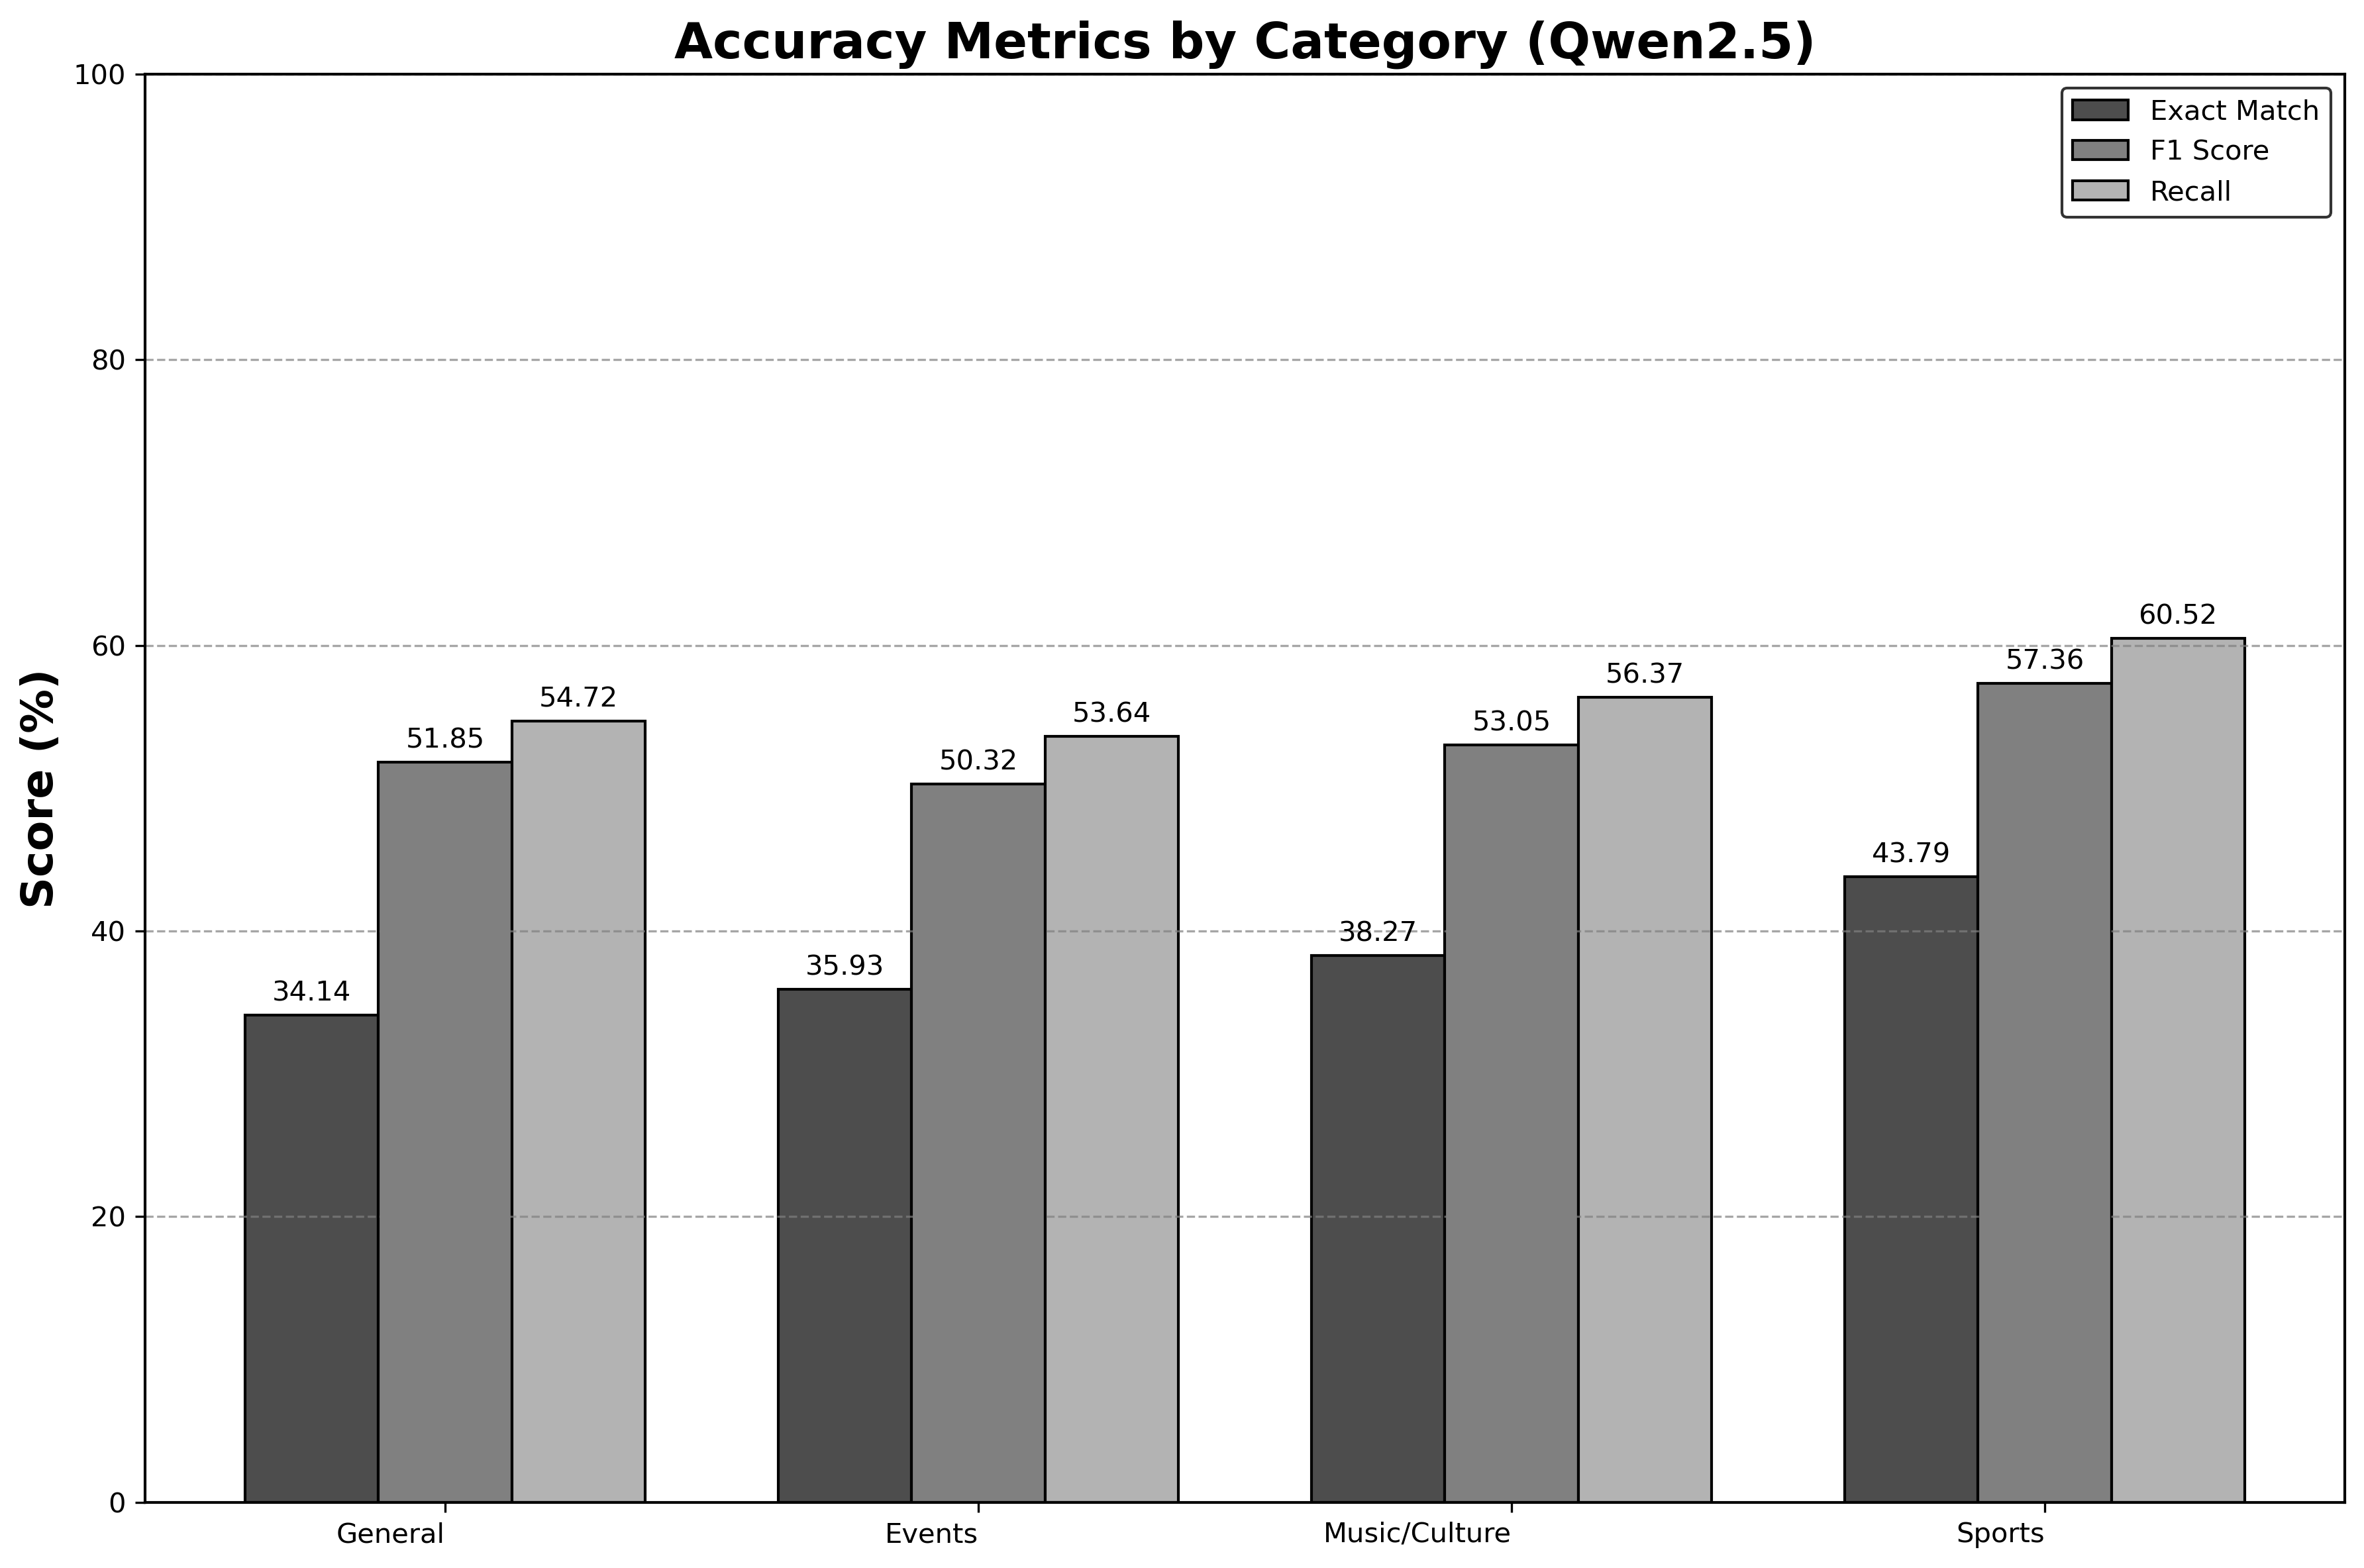 Accuracy Metrics by Category (Qwen2.5)
Exact Match
F1 Score
Recall
Score (%)
100
80
60
40
20
0
34.14
51.85
54.72
35.93
50.32
53.64
38.27
53.05
56.37
43.79
57.36
60.52
General
Events
Music/Culture
Sports